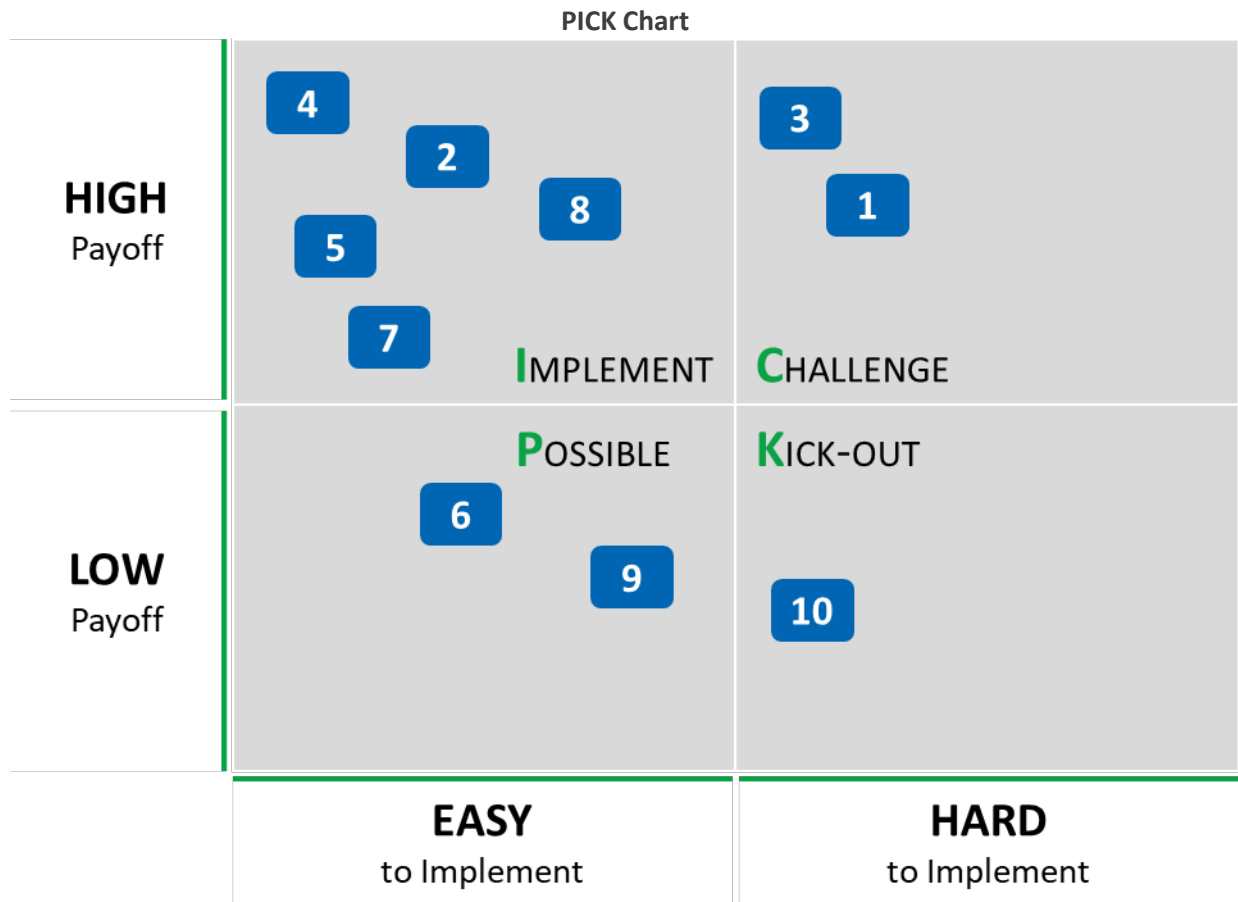 PICK Chart
HIGH
Payoff
4
2
8
5
7
IMPLEMENT
3
1
CHALLENGE
LOW
Payoff
POSSIBLE
6
9
KICK-OUT
10
EASY
to Implement
HARD
to Implement